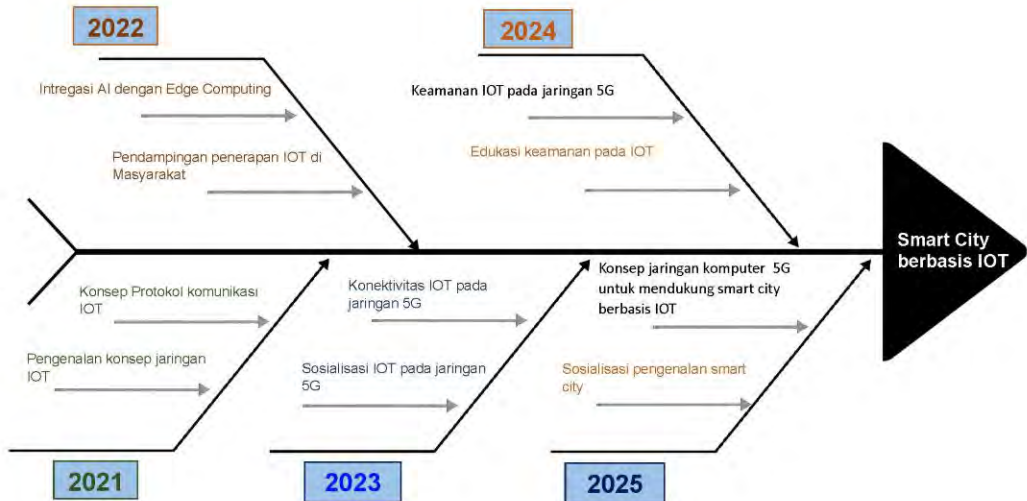 2022
Intregasi AI dengan Edge Computing
Pendampingan penerapan IOT di
Masyarakat
2024
Keamanan IOT pada jaringan 5G
Edukasi keamanan pada IOT
Smart City
berbasis IOT
Konsep Protokol komunikasi
IOT
Pengenalan konsep jaringan
IOT
2021
Konektivitas IOT pada
jaringan 5G
Sosialisasi IOT pada jaringan
5G
2023
Konsep jaringan komputer 5G
untuk mendukung smart city
berbasis IOT
Sosialisasi pengenalan smart
city
2025